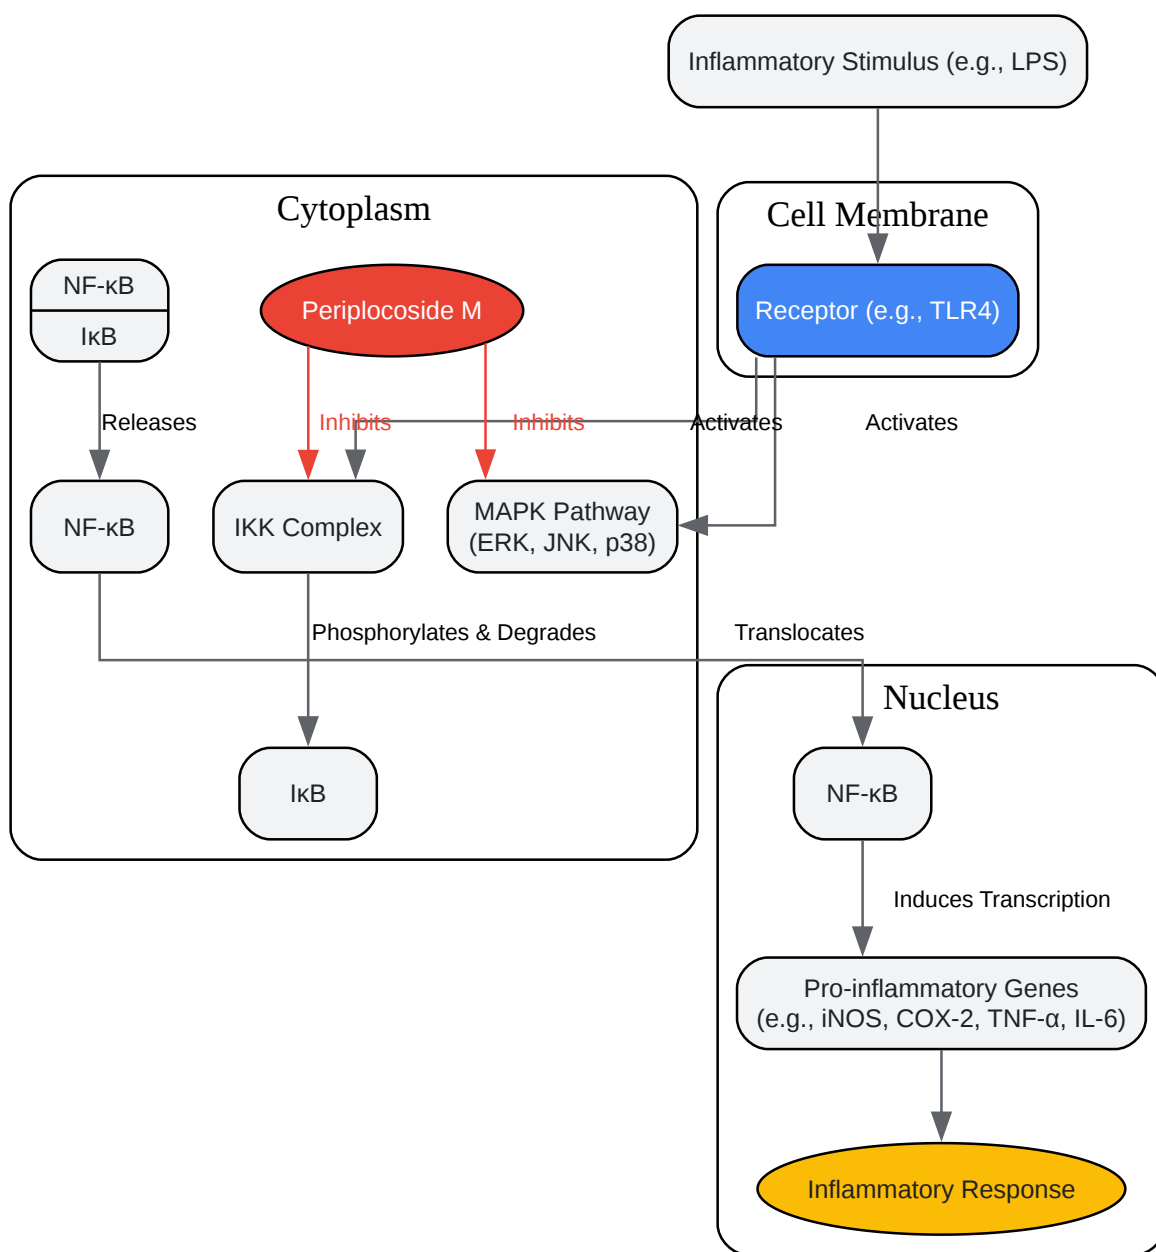 Inflammatory Stimulus (e.g., LPS)
Cytoplasm
Cell Membrane
NF-κB
IκB
Periplocoside M
Receptor (e.g., TLR4)
Releases
Inhibits
Inhibits
Activates
Activates
NF-κB
IKK Complex
MAPK Pathway
(ERK, JNK, p38)
Phosphorylates & Degrades
Translocates
Nucleus
IκB
NF-κB
Induces Transcription
Pro-inflammatory Genes
(e.g., iNOS, COX-2, TNF-α, IL-6)
Inflammatory Response